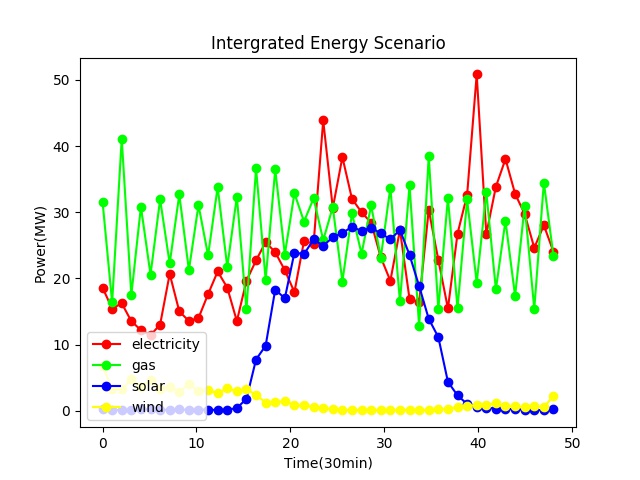 Intergrated Energy Scenario
Power(MW)
50
40
30
20
10
0
electricity
gas
solar
wind
0 10 20 30 40 50
Time(30min)